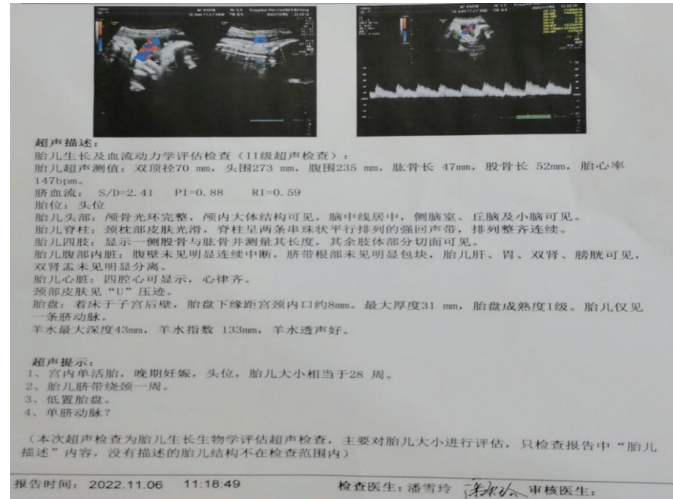 超声描述：
胎儿生长及血流动力学评估检查（II级超声检查）：
胎儿超声测值：双顶径70 mm，头围273 mm，腹围235 mm，肱骨长 47mm，股骨长 52mm，胎心率
147bpm。
脐血流： S/D=2.41 PI=0.88 RI=0.59
胎位：头位
胎儿头部：颅骨光环完整，颅内大体结构可见，脑中线居中，侧脑室、丘脑及小脑可见。
胎儿脊柱：颈枕部皮肤光滑，脊柱呈两条串珠状平行排列的强回声带，排列整齐连续。
胎儿四肢：显示一侧股骨与肱骨并测量其长度，其余肢体部分切面可见。
胎儿腹部内脏：腹壁未见明显连续中断，脐带根部未见明显包块，胎儿肝、胃、双肾、膀胱可见，
双肾盂未见明显分离。
胎儿心脏：四腔心可显示，心律齐。
颈部皮肤见“U”压迹。
胎盘：着床于子宫后壁，胎盘下缘距宫颈内口约8mm。最大厚度31 mm，胎盘成熟度I级。胎儿仅见
一条脐动脉。
羊水最大深度43mm，羊水指数 133mm，羊水透声好。
超声提示：
1、宫内单活胎，晚期妊娠，头位，胎儿大小相当于28 周。
2、胎儿脐带绕颈一周。
3、低置胎盘。
4、单脐动脉？
（本次超声检查为胎儿生长生物学评估超声检查，主要对胎儿大小进行评估，只检查报告中“胎儿
描述”内容，没有描述的胎儿结构不在检查范围内）
报告时间： 2022.11.06 11:18:49 检查医生：潘雪玲 审核医生：